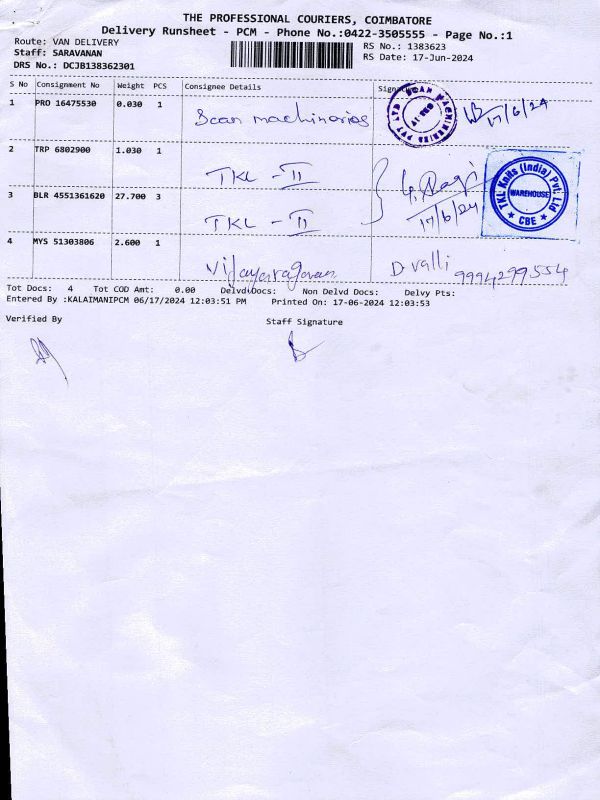 THE PROFESSIONAL COURIERS, COIMBATORE
Delivery Runsheet - PCM - Phone No.:0422-3505555 - Page No.:1
Route: VAN DELIVERY
Staff: SARAVANAN
DRS No.: DCJB138362301
RS No.: 1383623
RS Date: 17-Jun-2024
S No Consignment No Weight PCS Consignee Details Sign
1 PRO 16475530 0.030 1 Scan machinaries 17/6/24
2 TRP 6802900 1.030 1 TKL - II
3 BLR 4551361620 27.700 3 TKL - II 17/6/24
TKL Knits (India) Pvt. Ltd
WAREHOUSE
CBE
4 MYS 51303806 2.600 1 Vijayaragavan D valli 9994299554
Tot Docs: 4 Tot COD Amt: 0.00 Delvd Docs: Non Delvd Docs: Delvy Pts:
Entered By :KALAIMANIPCM 06/17/2024 12:03:51 PM Printed On: 17-06-2024 12:03:53
Verified By Staff Signature